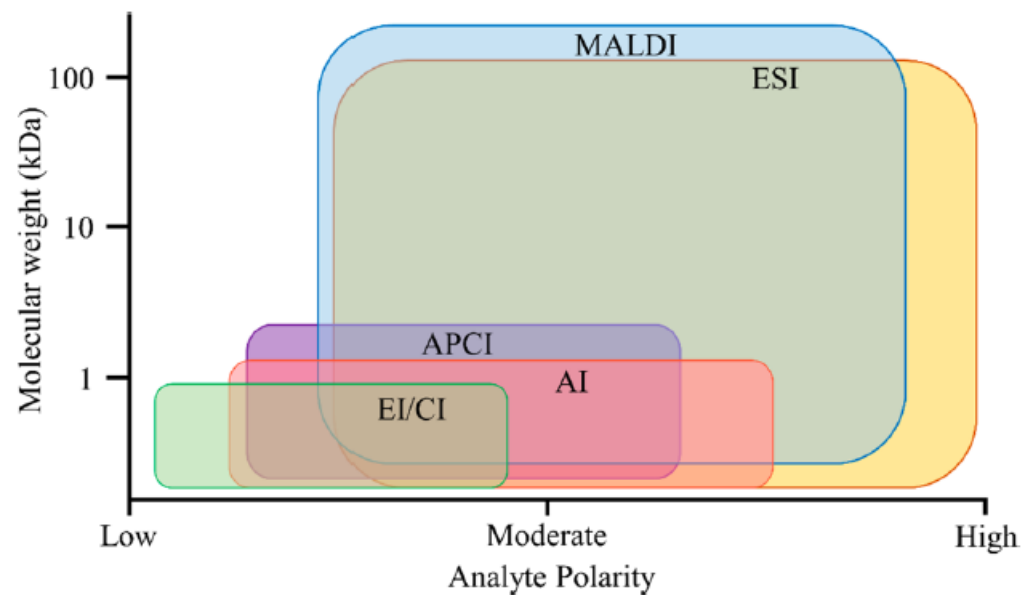 MALDI
ESI
100
10
1
Molecular weight (kDa)
APCI
AI
EI/CI
Low
Moderate
High
Analyte Polarity